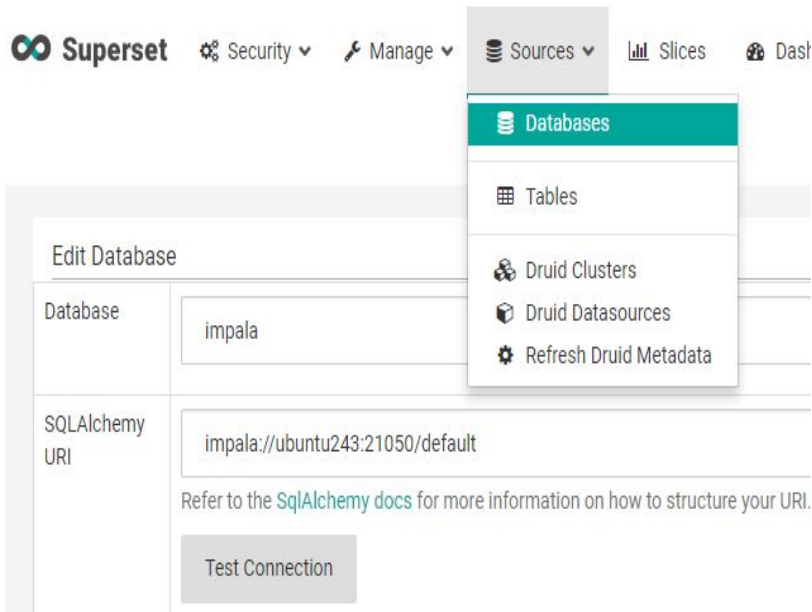 Superset Security Manage Sources Slices Dash
Databases
Tables
Druid Clusters
Druid Datasources
Refresh Druid Metadata
Edit Database
Database
impala
SQLAlchemy
URI
impala://ubuntu243:21050/default
Refer to the SqlAlchemy docs for more information on how to structure your URI.
Test Connection